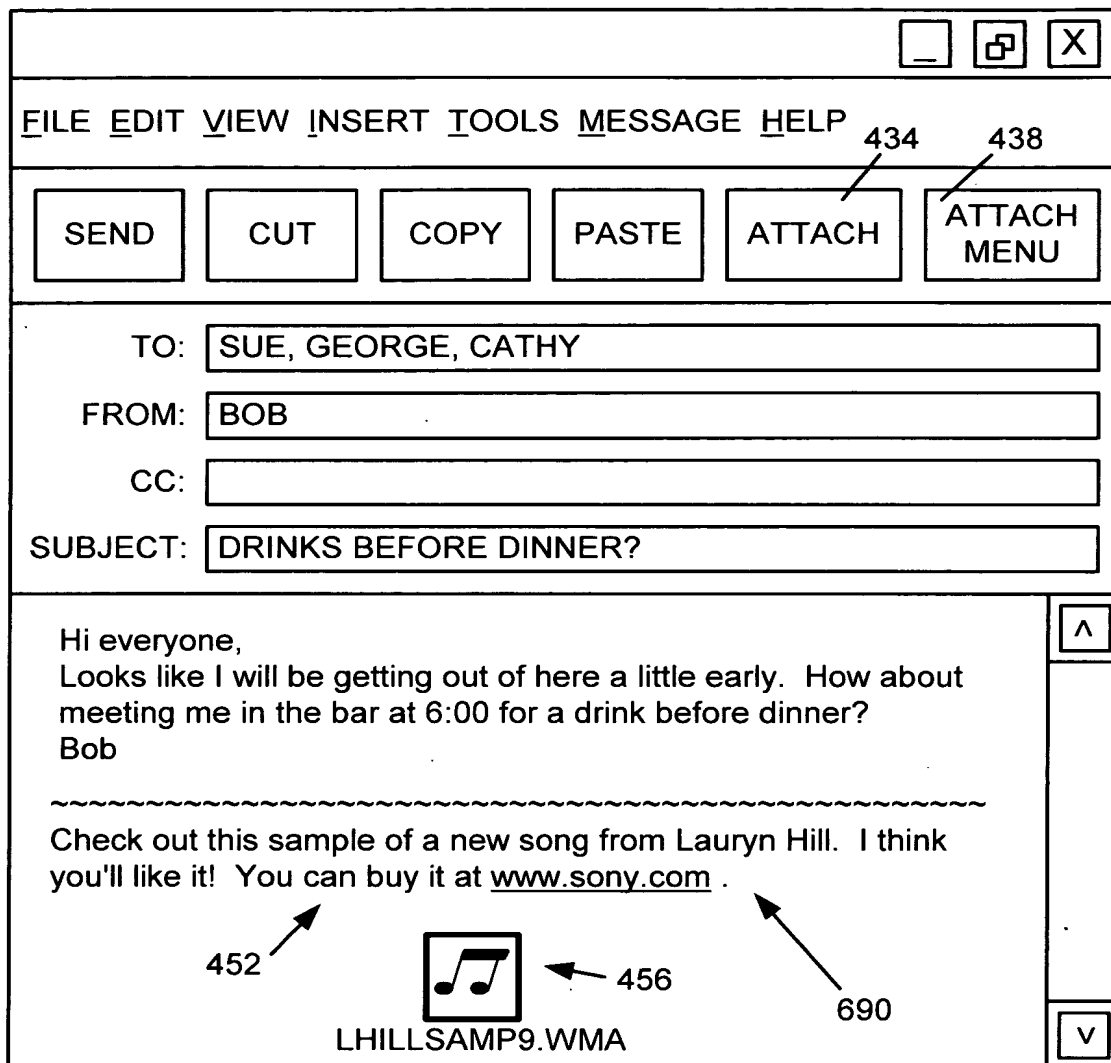 _ X
FILE EDIT VIEW INSERT TOOLS MESSAGE HELP
434 438
SEND CUT COPY PASTE ATTACH ATTACH MENU
TO: SUE, GEORGE, CATHY
FROM: BOB
CC:
SUBJECT: DRINKS BEFORE DINNER?
Hi everyone,
Looks like I will be getting out of here a little early. How about
meeting me in the bar at 6:00 for a drink before dinner?
Bob
~~~~~~~~~~~~~~~~~~~~~~~~~~~~~~~~~~~~~~~~~~~~~~~~~
Check out this sample of a new song from Lauryn Hill. I think
you'll like it! You can buy it at www.sony.com .
452 456 690
LHILLSAMP9.WMA